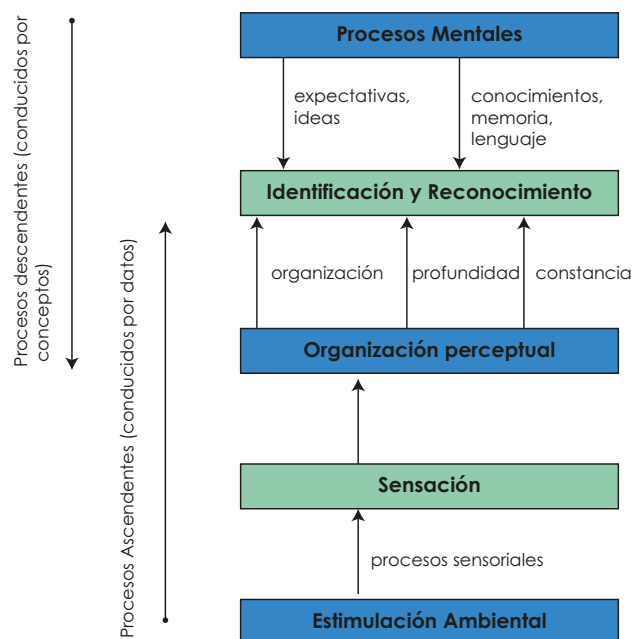 Procesos Mentales
expectativas,
ideas
conocimientos,
memoria,
lenguaje
Identificación y Reconocimiento
organización
profundidad
constancia
Organización perceptual
Sensación
procesos sensoriales
Estimulación Ambiental
Procesos descendentes (conducidos por
conceptos)
Procesos Ascendentes (conducidos por datos)